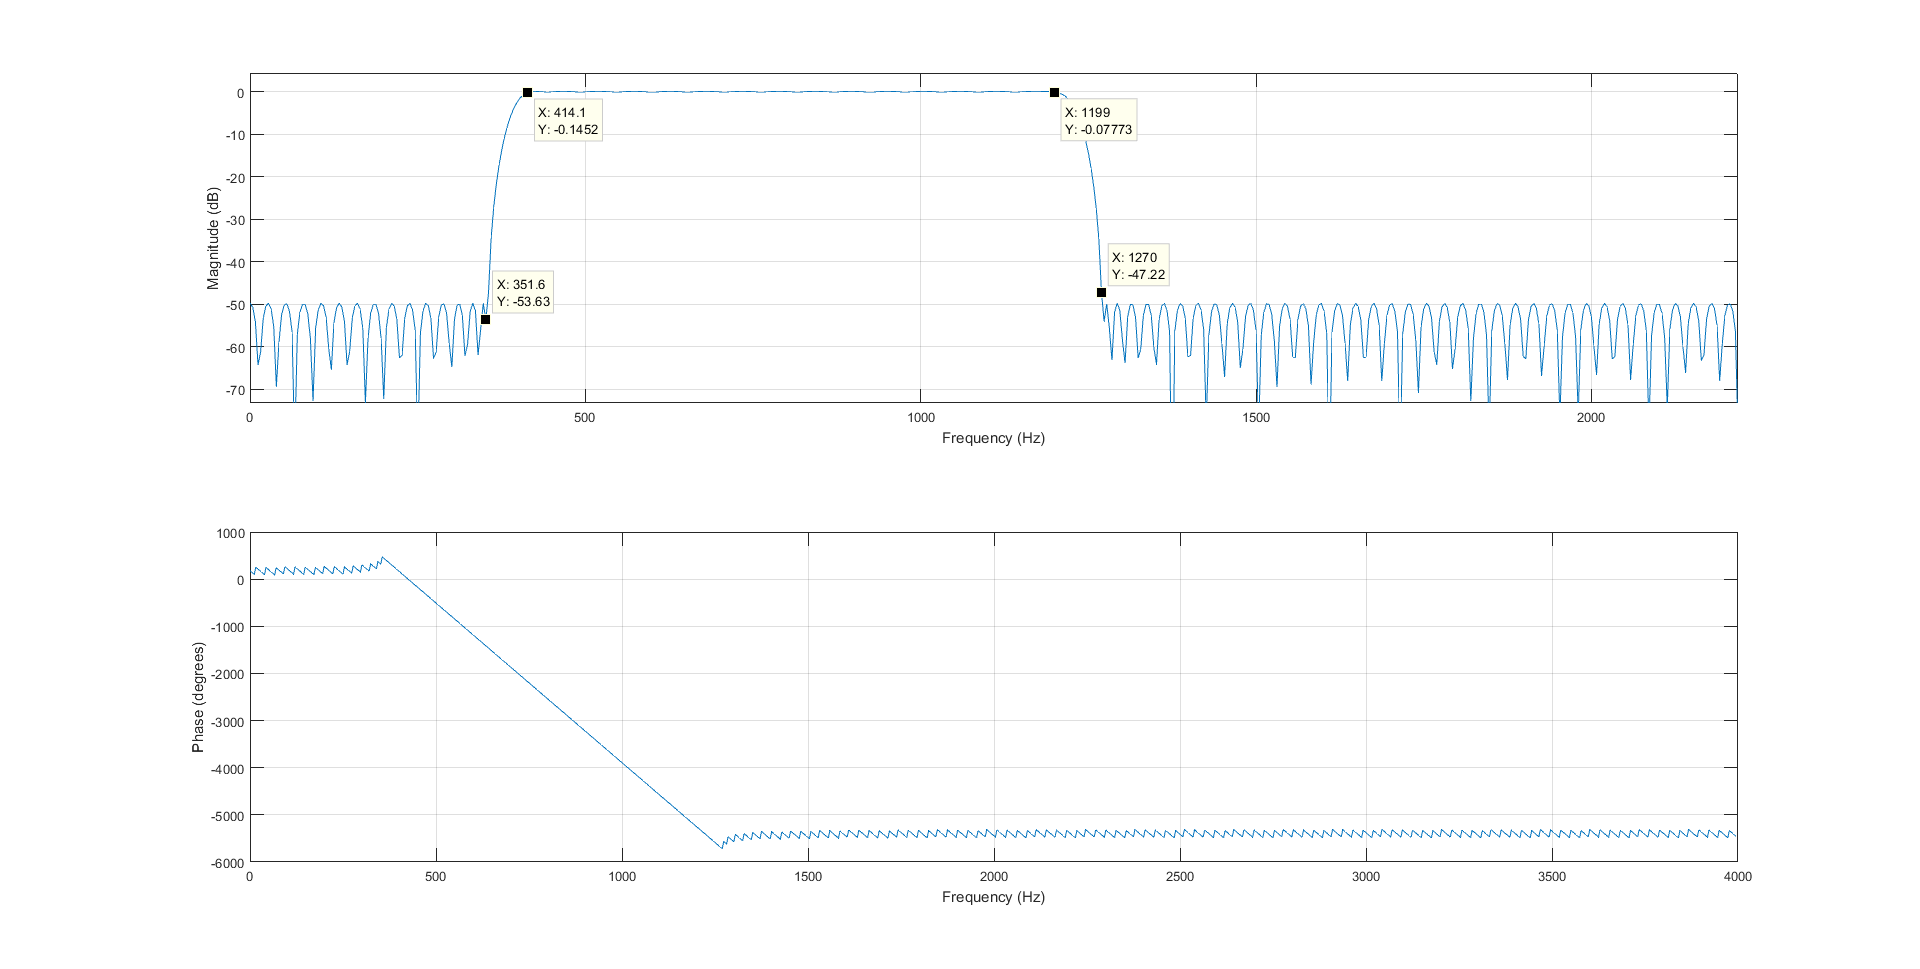 0
-10
-20
-30
-40
-50
-60
-70
Magnitude (dB)
X: 414.1
Y: -0.1452
X: 1199
Y: -0.07773
X: 351.6
Y: -53.63
X: 1270
Y: -47.22
0 500 1000 1500 2000
Frequency (Hz)
1000
0
-1000
-2000
-3000
-4000
-5000
-6000
Phase (degrees)
0 500 1000 1500 2000 2500 3000 3500 4000
Frequency (Hz)